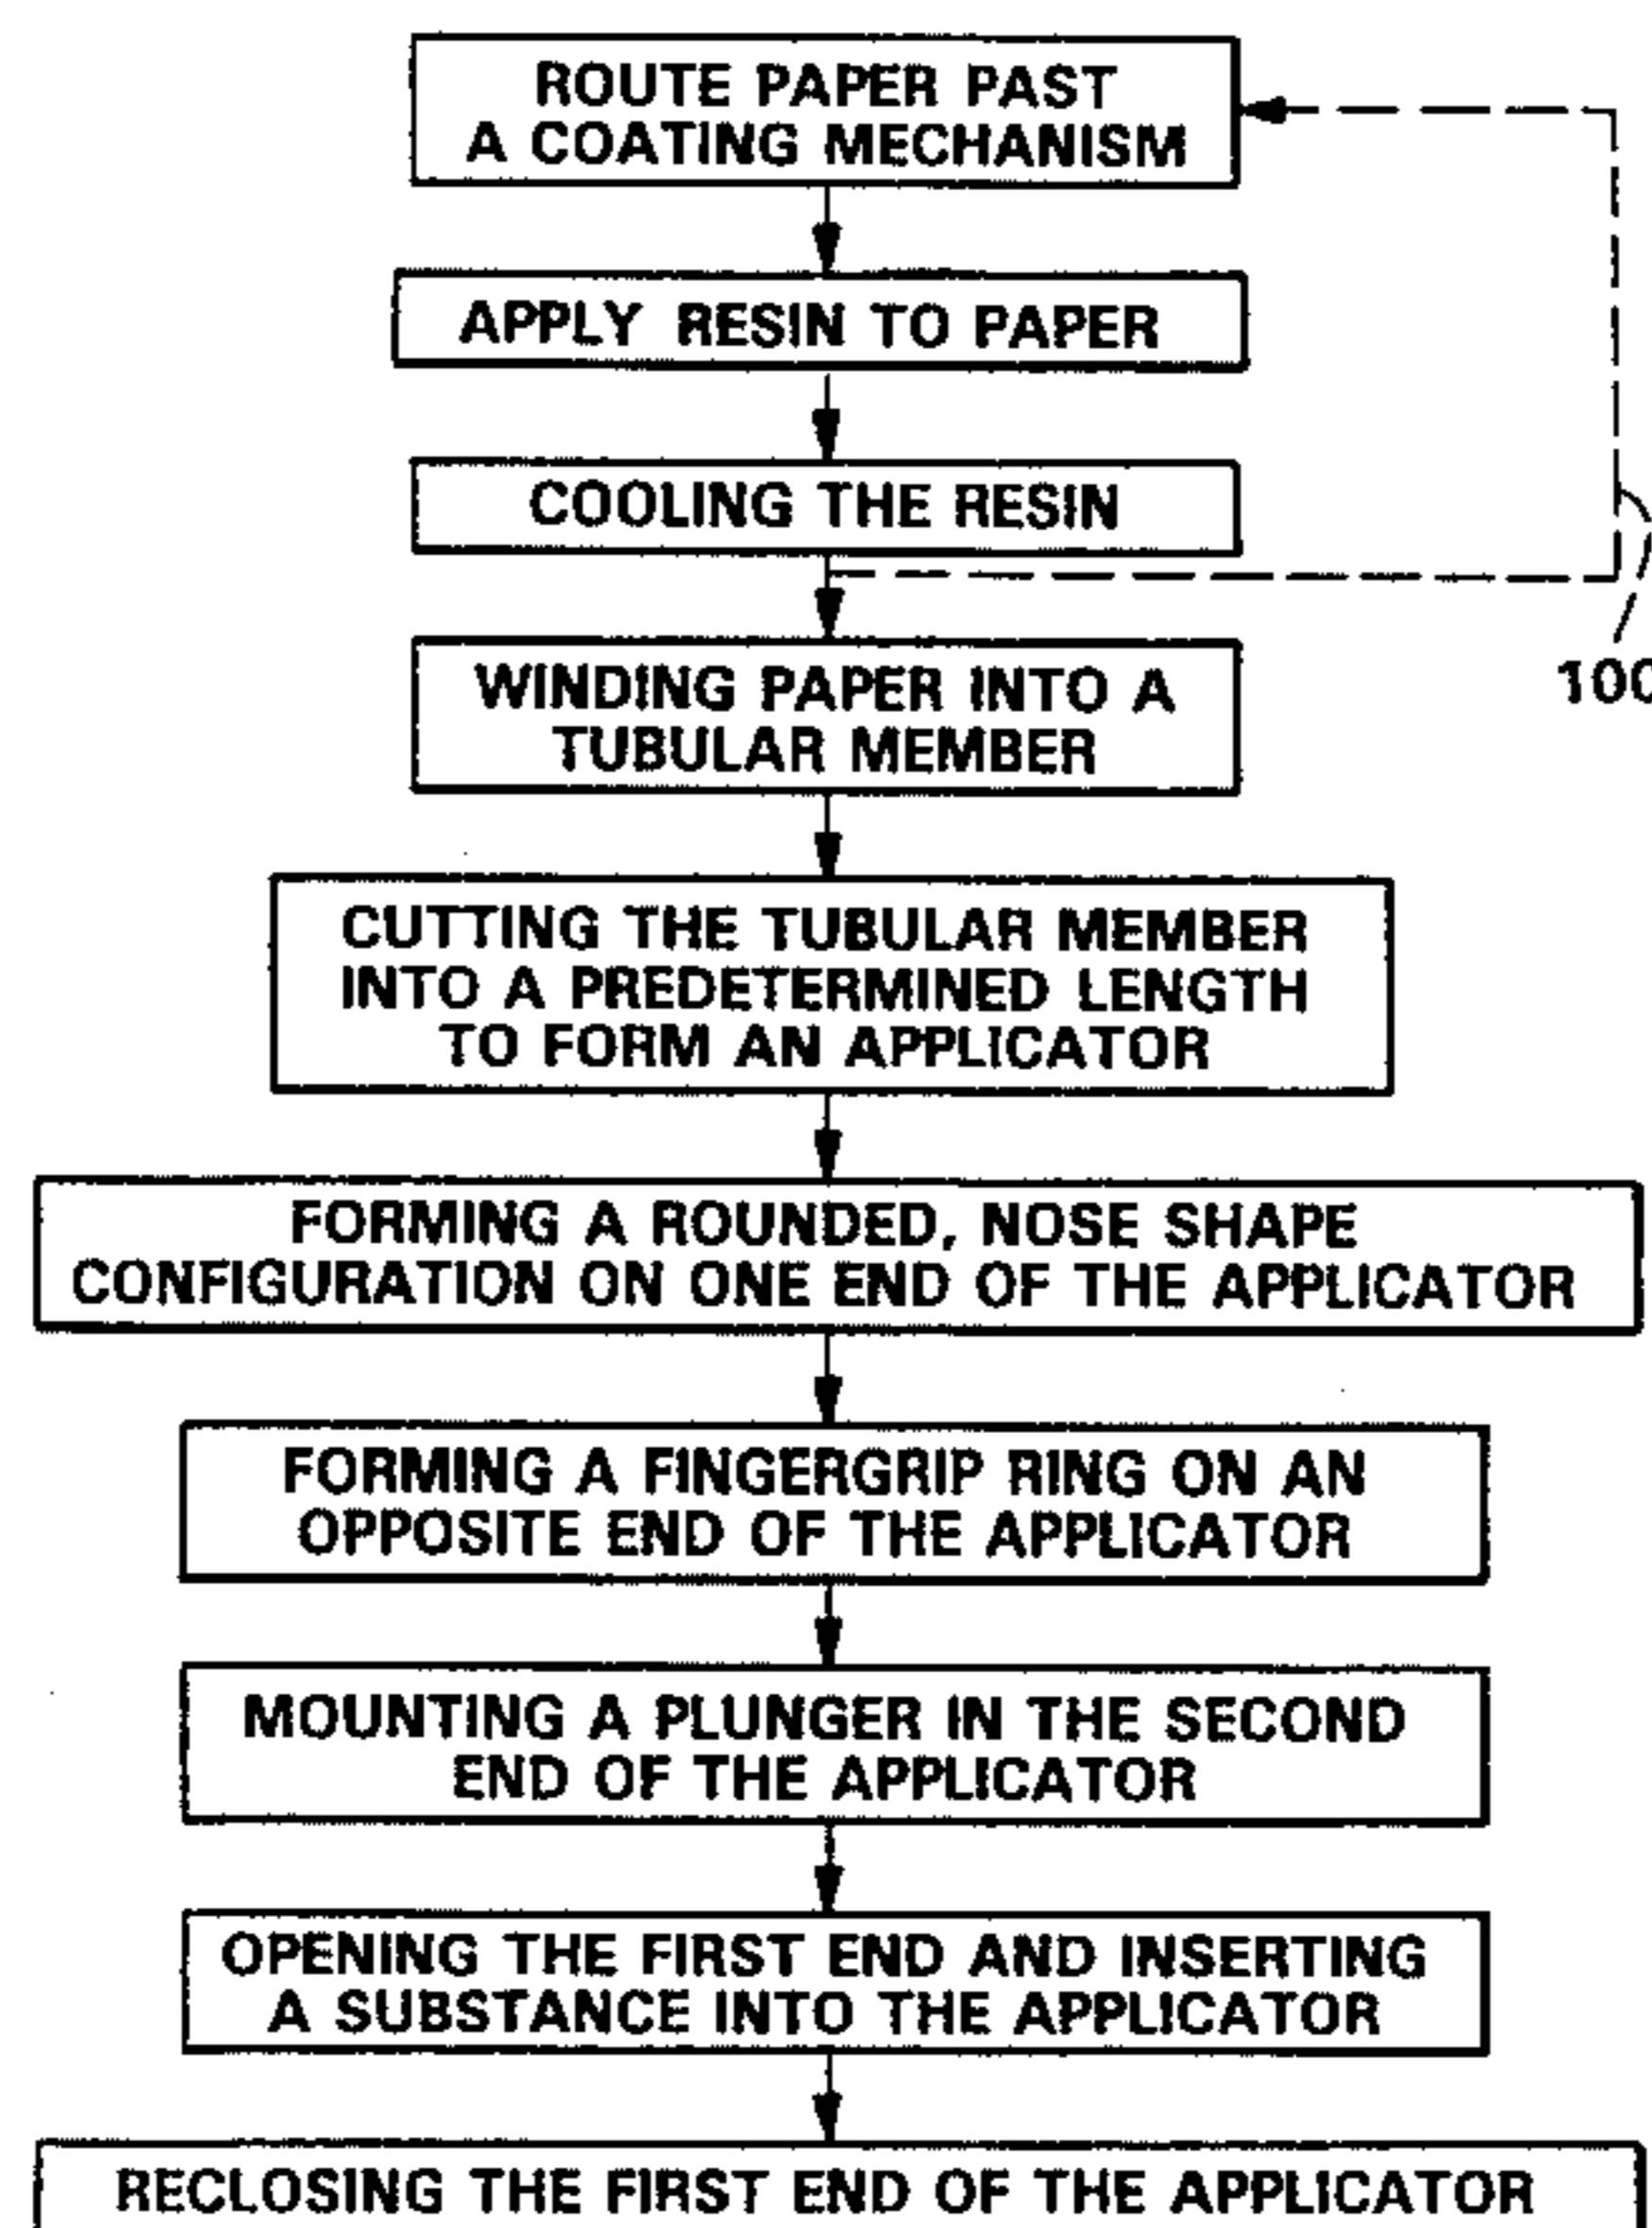 ROUTE PAPER PAST
A COATING MECHANISM
APPLY RESIN TO PAPER
COOLING THE RESIN
WINDING PAPER INTO A
TUBULAR MEMBER
100
CUTTING THE TUBULAR MEMBER
INTO A PREDETERMINED LENGTH
TO FORM AN APPLICATOR
FORMING A ROUNDED, NOSE SHAPE
CONFIGURATION ON ONE END OF THE APPLICATOR
FORMING A FINGERGRIP RING ON AN
OPPOSITE END OF THE APPLICATOR
MOUNTING A PLUNGER IN THE SECOND
END OF THE APPLICATOR
OPENING THE FIRST END AND INSERTING
A SUBSTANCE INTO THE APPLICATOR
RECLOSING THE FIRST END OF THE APPLICATOR